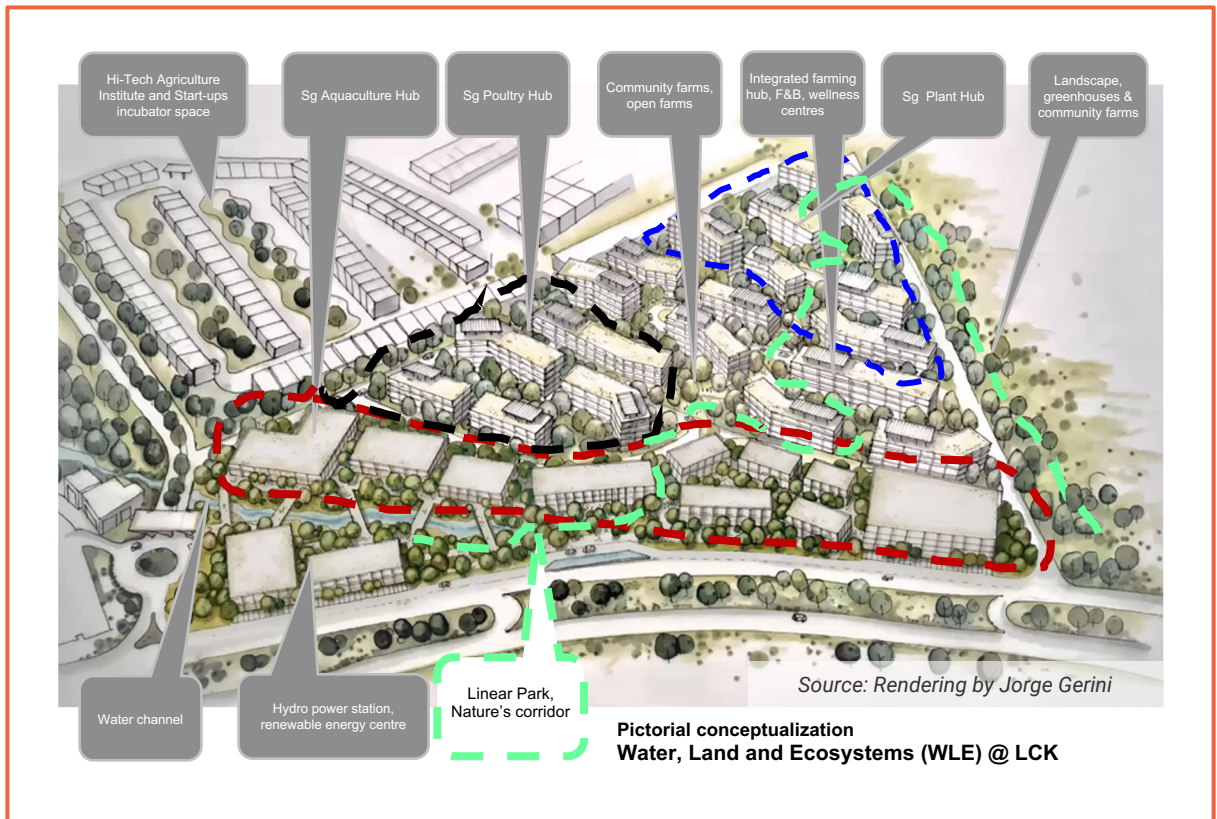 Hi-Tech Agriculture
Institute and Start-ups
incubator space
Sg Aquaculture Hub
Sg Poultry Hub
Community farms,
open farms
Integrated farming
hub, F&B, wellness
centres
Sg Plant Hub
Landscape,
greenhouses &
community farms
Water channel
Hydro power station,
renewable energy centre
Linear Park,
Nature’s corridor
Source: Rendering by Jorge Gerini
Pictorial conceptualization
Water, Land and Ecosystems (WLE) @ LCK